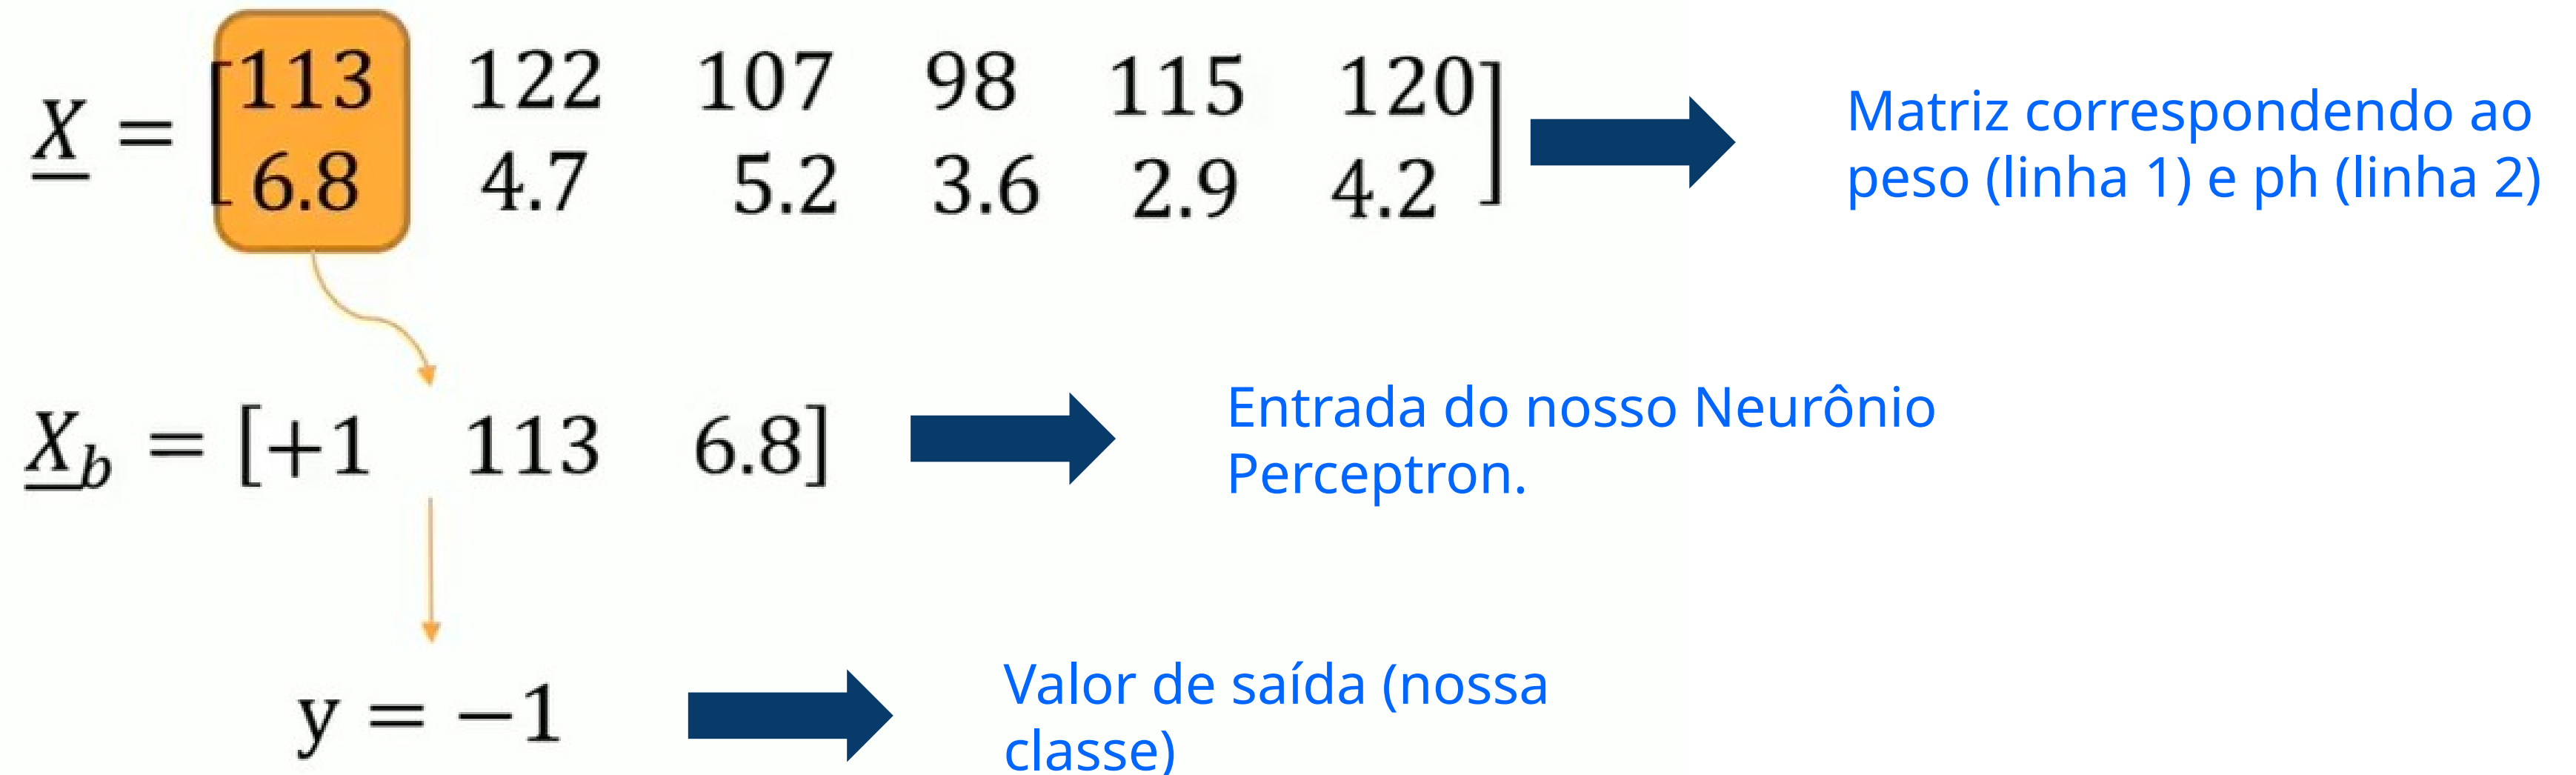 X = [113 122 107 98 115 120
6.8 4.7 5.2 3.6 2.9 4.2]
Matriz correspondendo ao
peso (linha 1) e ph (linha 2)
X_b = [+1 113 6.8]
Entrada do nosso Neurônio
Perceptron.
y = −1
Valor de saída (nossa
classe)